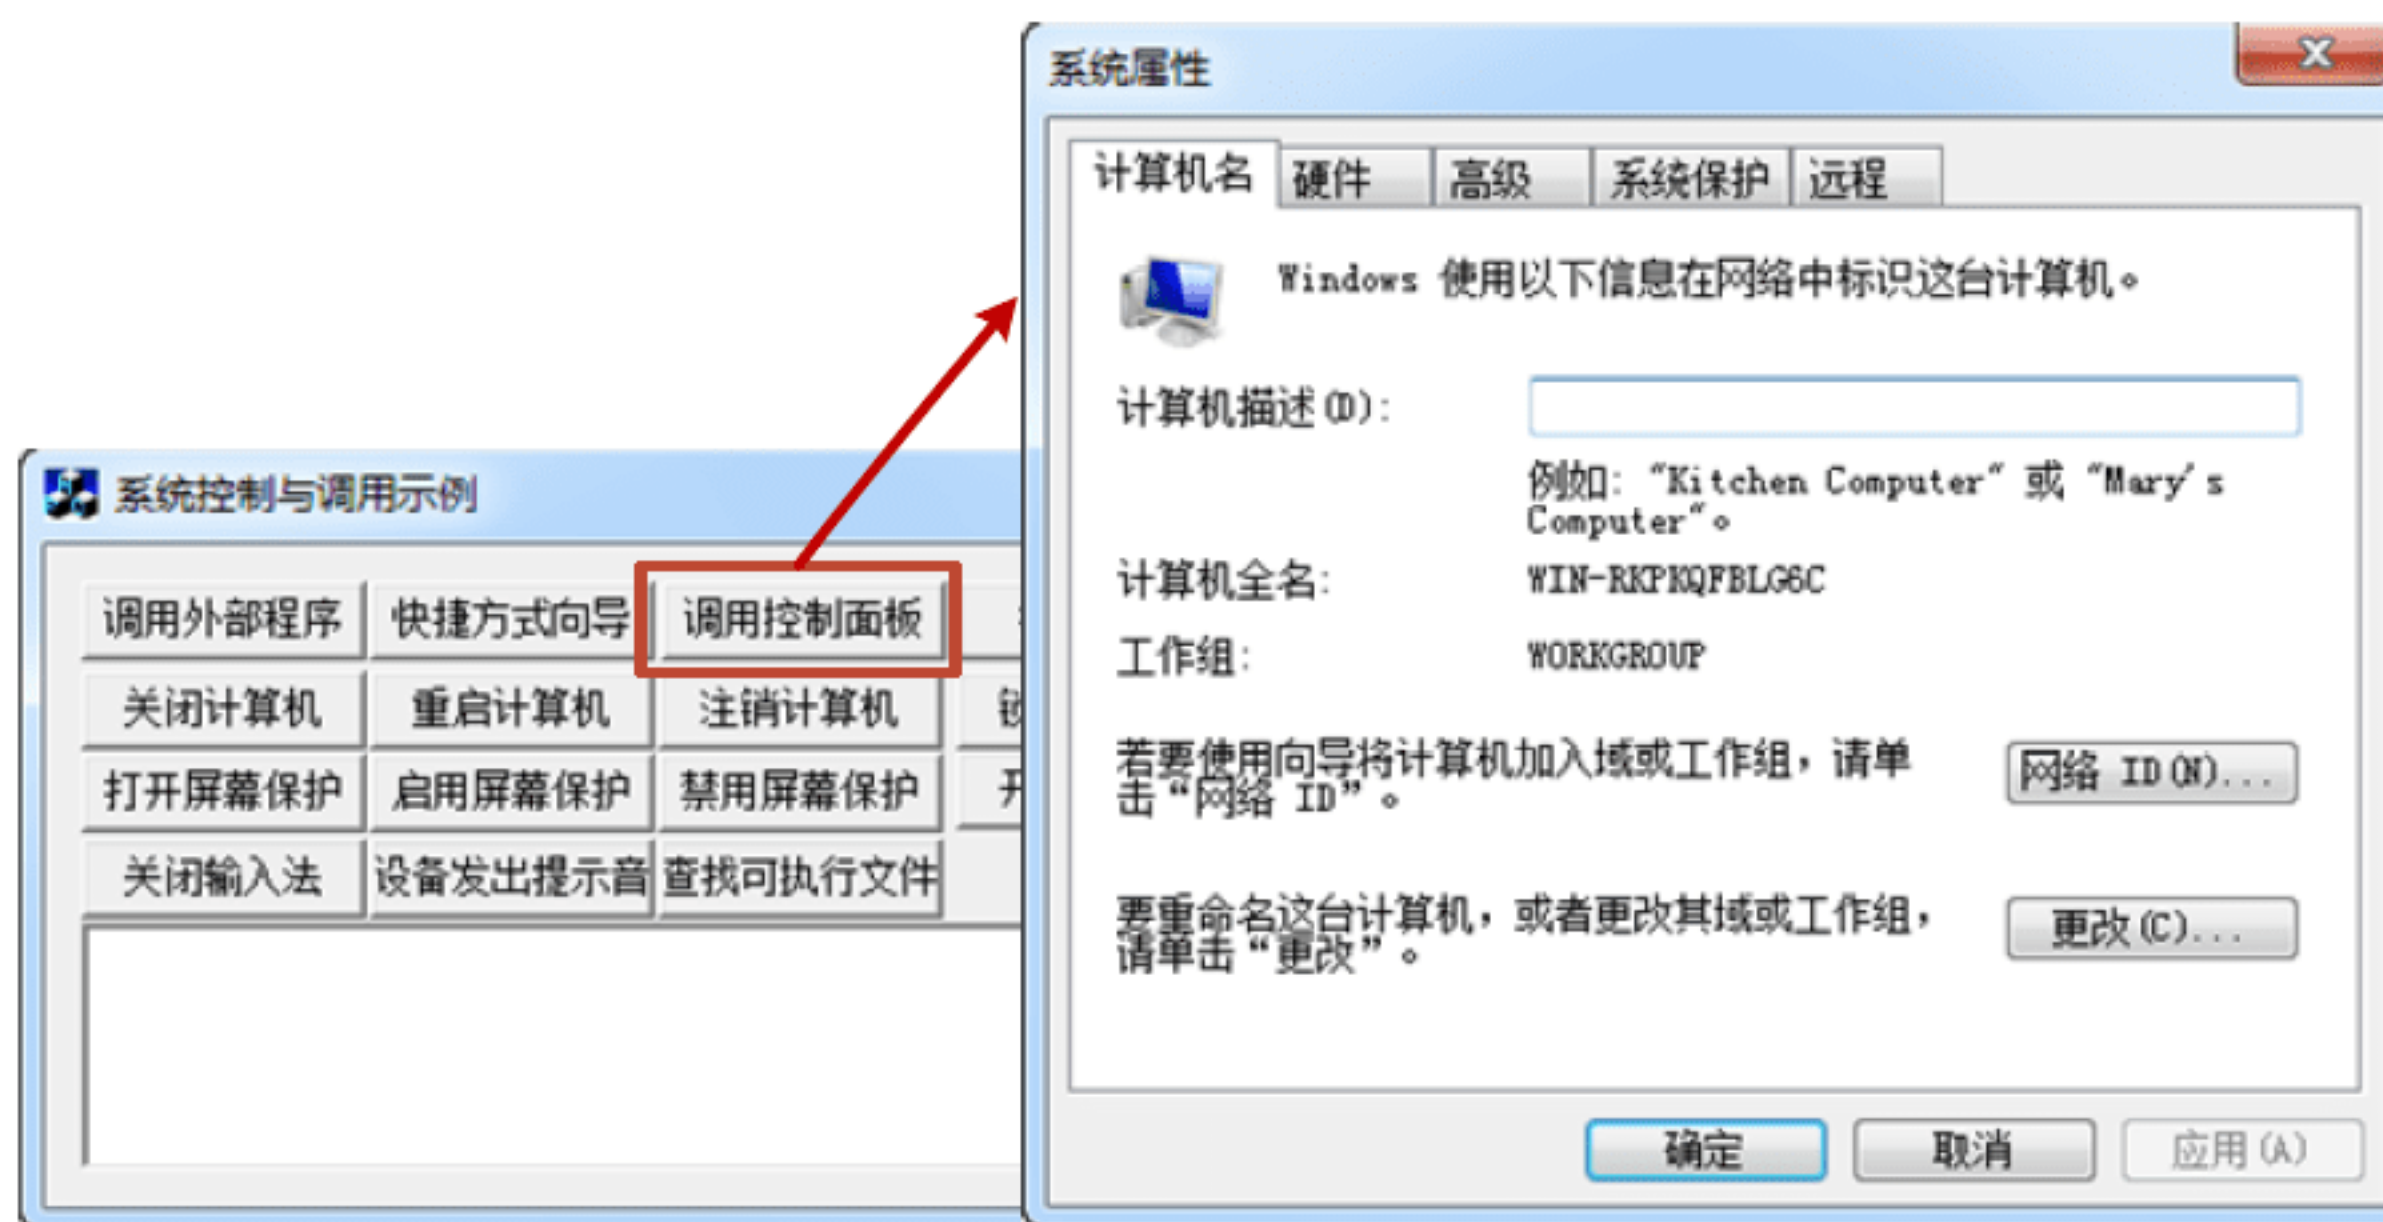 系统属性
计算机名 硬件 高级 系统保护 远程
Windows 使用以下信息在网络中标识这台计算机。
计算机描述(D):
例如: "Kitchen Computer" 或 "Mary's
Computer"。
计算机全名: WIN-RKPKQFBLG6C
工作组: WORKGROUP
若要使用向导将计算机加入域或工作组，请单
击“网络 ID”。
网络 ID(N)...
要重命名这台计算机，或者更改其域或工作组，
请单击“更改”。
更改(C)...
确定 取消 应用(A)
系统控制与调用示例
调用外部程序 快捷方式向导 调用控制面板
关闭计算机 重启计算机 注销计算机
打开屏幕保护 启用屏幕保护 禁用屏幕保护 开
关闭输入法 设备发出提示音 查找可执行文件